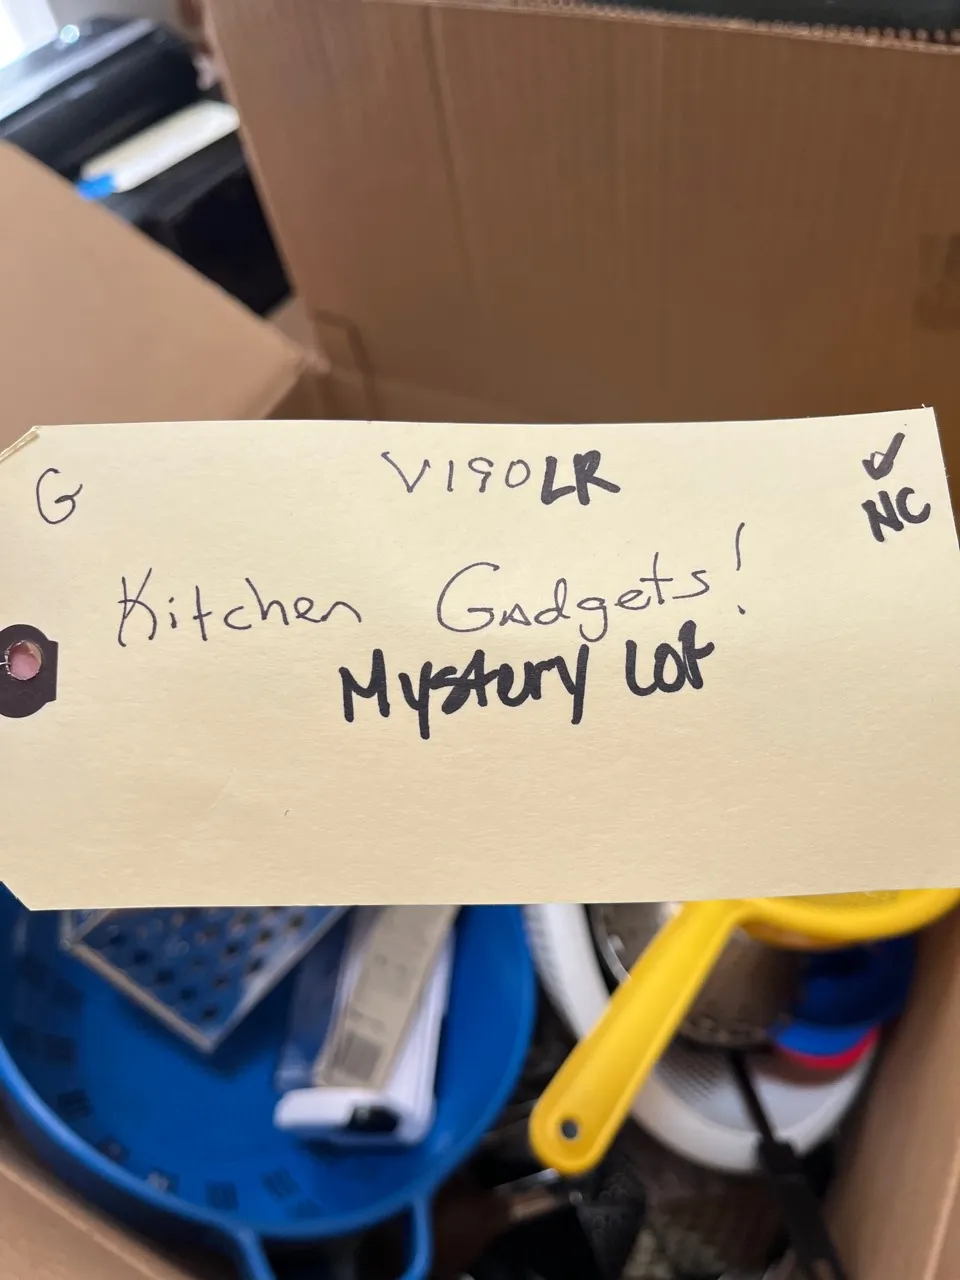 G V190LR ✓
NC
Kitchen Gadgets!
Mystery Lot